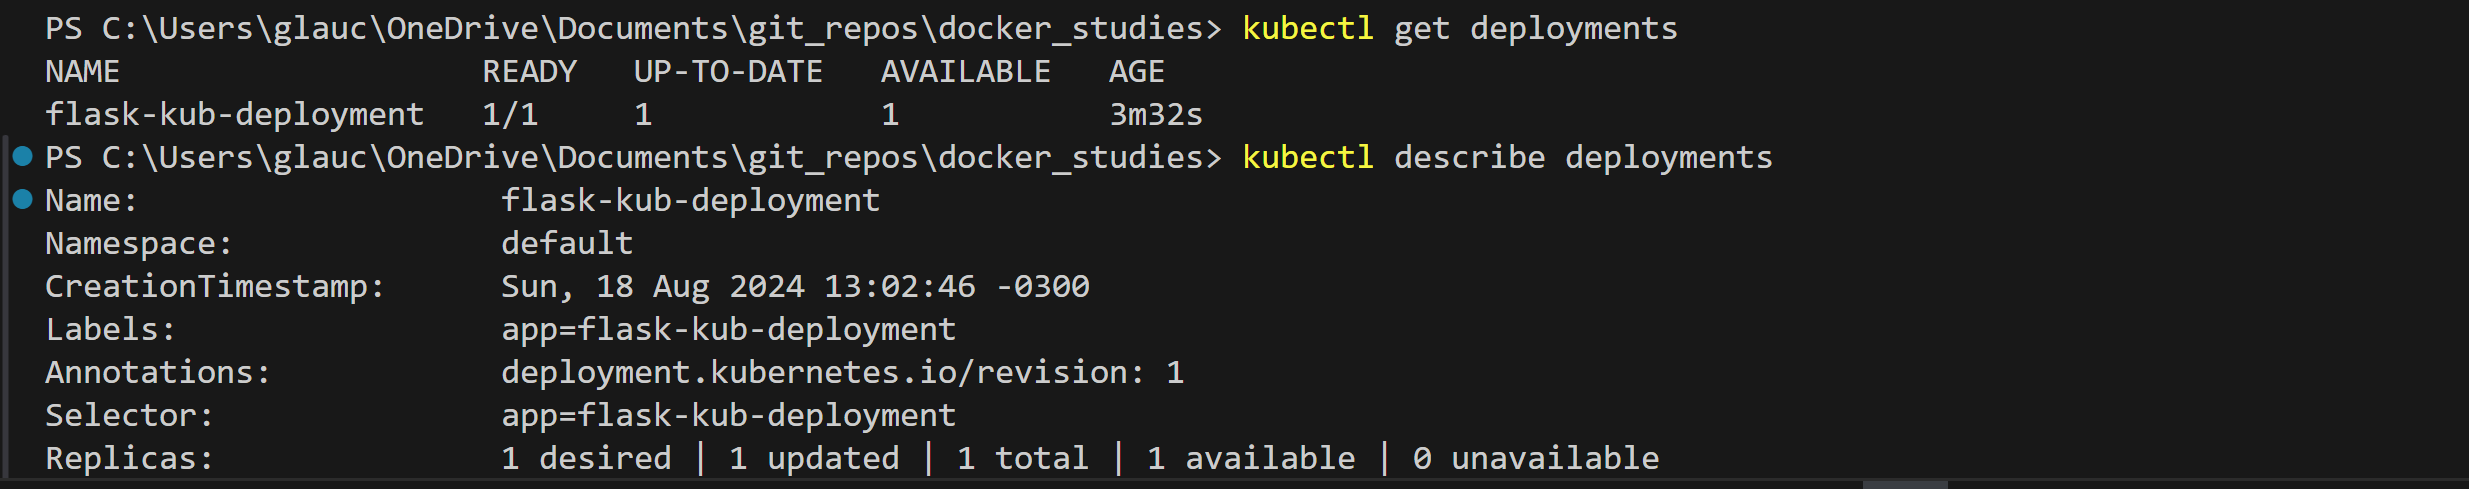 PS C:\Users\glauc\OneDrive\Documents\git_repos\docker_studies> kubectl get deployments
NAME                   READY   UP-TO-DATE   AVAILABLE   AGE
flask-kub-deployment   1/1     1            1           3m32s
PS C:\Users\glauc\OneDrive\Documents\git_repos\docker_studies> kubectl describe deployments
Name:                   flask-kub-deployment
Namespace:              default
CreationTimestamp:      Sun, 18 Aug 2024 13:02:46 -0300
Labels:                 app=flask-kub-deployment
Annotations:            deployment.kubernetes.io/revision: 1
Selector:               app=flask-kub-deployment
Replicas:               1 desired | 1 updated | 1 total | 1 available | 0 unavailable